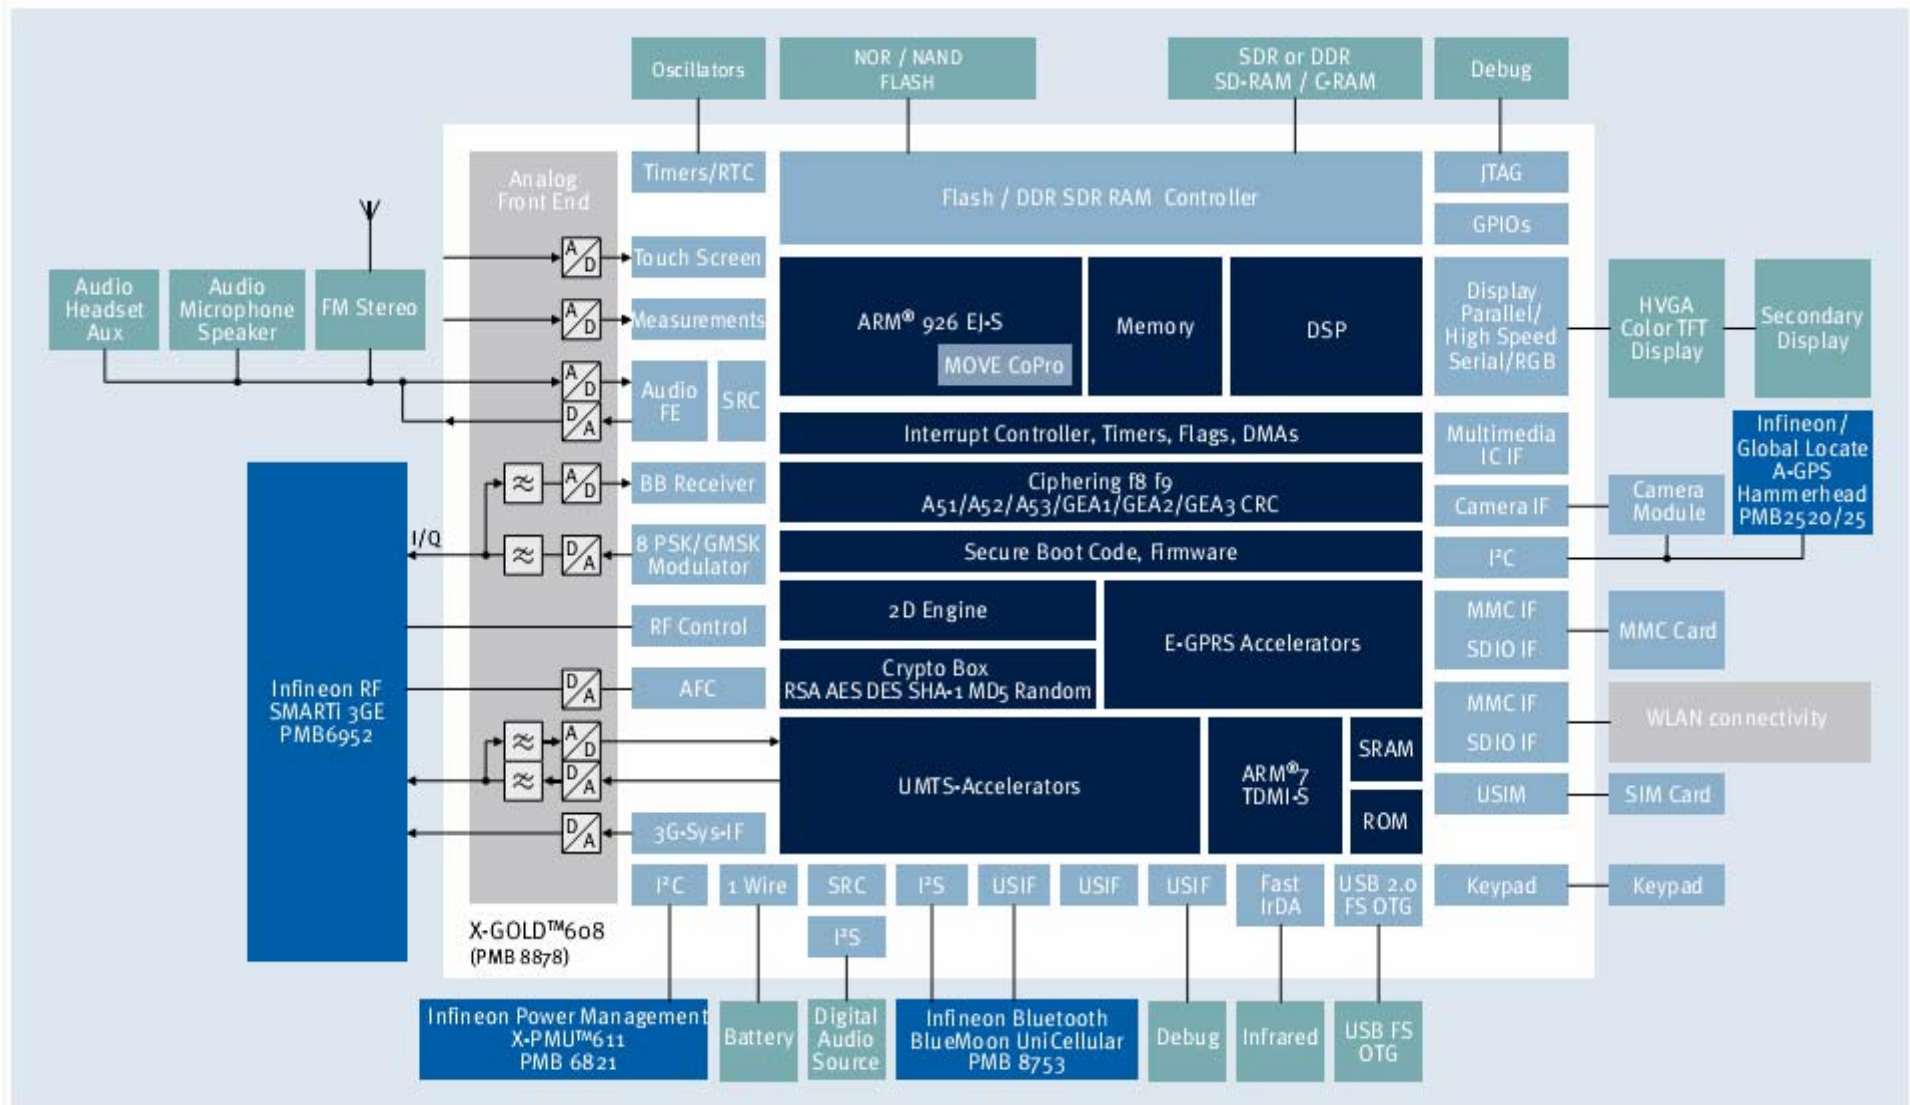 Oscillators
NOR / NAND
FLASH
SDR or DDR
SD-RAM / C-RAM
Debug
Analog
Front End
Timers/RTC
Flash / DDR SDR RAM Controller
JTAG
GPIOs
A/D
Touch Screen
Audio
Headset
Aux
Audio
Microphone
Speaker
FM Stereo
A/D
Measurements
ARM® 926 EJ-S
MOVE CoPro
Memory
DSP
Display
Parallel/
High Speed
Serial/RGB
HVGA
Color TFT
Display
Secondary
Display
A/D
D/A
Audio
FE
SRC
Interrupt Controller, Timers, Flags, DMAs
Multimedia
IC IF
Infineon/
Global Locate
A-GPS
Hammerhead
PMB2520/25
≈
A/D
BB Receiver
Ciphering f8 f9
A51/A52/A53/GEA1/GEA2/GEA3 CRC
Camera IF
Camera
Module
I/Q
≈
D/A
8 PSK/GMSK
Modulator
Secure Boot Code, Firmware
I²C
RF Control
2D Engine
E-GPRS Accelerators
MMC IF
SDIO IF
MMC Card
Infineon RF
SMARTi 3GE
PMB6952
D/A
AFC
Crypto Box
RSA AES DES SHA-1 MD5 Random
MMC IF
SDIO IF
WLAN connectivity
≈
A/D
≈
D/A
UMTS-Accelerators
ARM®7
TDMI-S
SRAM
ROM
USIM
SIM Card
D/A
3G-Sys-IF
I²C
1 Wire
SRC
I²S
USIF
USIF
USIF
Fast
IrDA
USB 2.0
FS OTG
Keypad
Keypad
I²S
X-GOLD™608
(PMB 8878)
Infineon Power Management
X-PMU™611
PMB 6821
Battery
Digital
Audio
Source
Infineon Bluetooth
BlueMoon UniCellular
PMB 8753
Debug
Infrared
USB FS
OTG